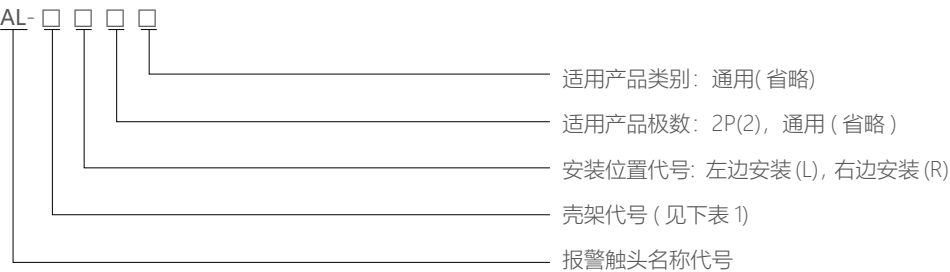 AL-□ □ □ □
适用产品类别：通用( 省略)
适用产品极数：2P(2)，通用 ( 省略 )
安装位置代号: 左边安装 (L) , 右边安装 (R)
壳架代号 ( 见下表 1)
报警触头名称代号